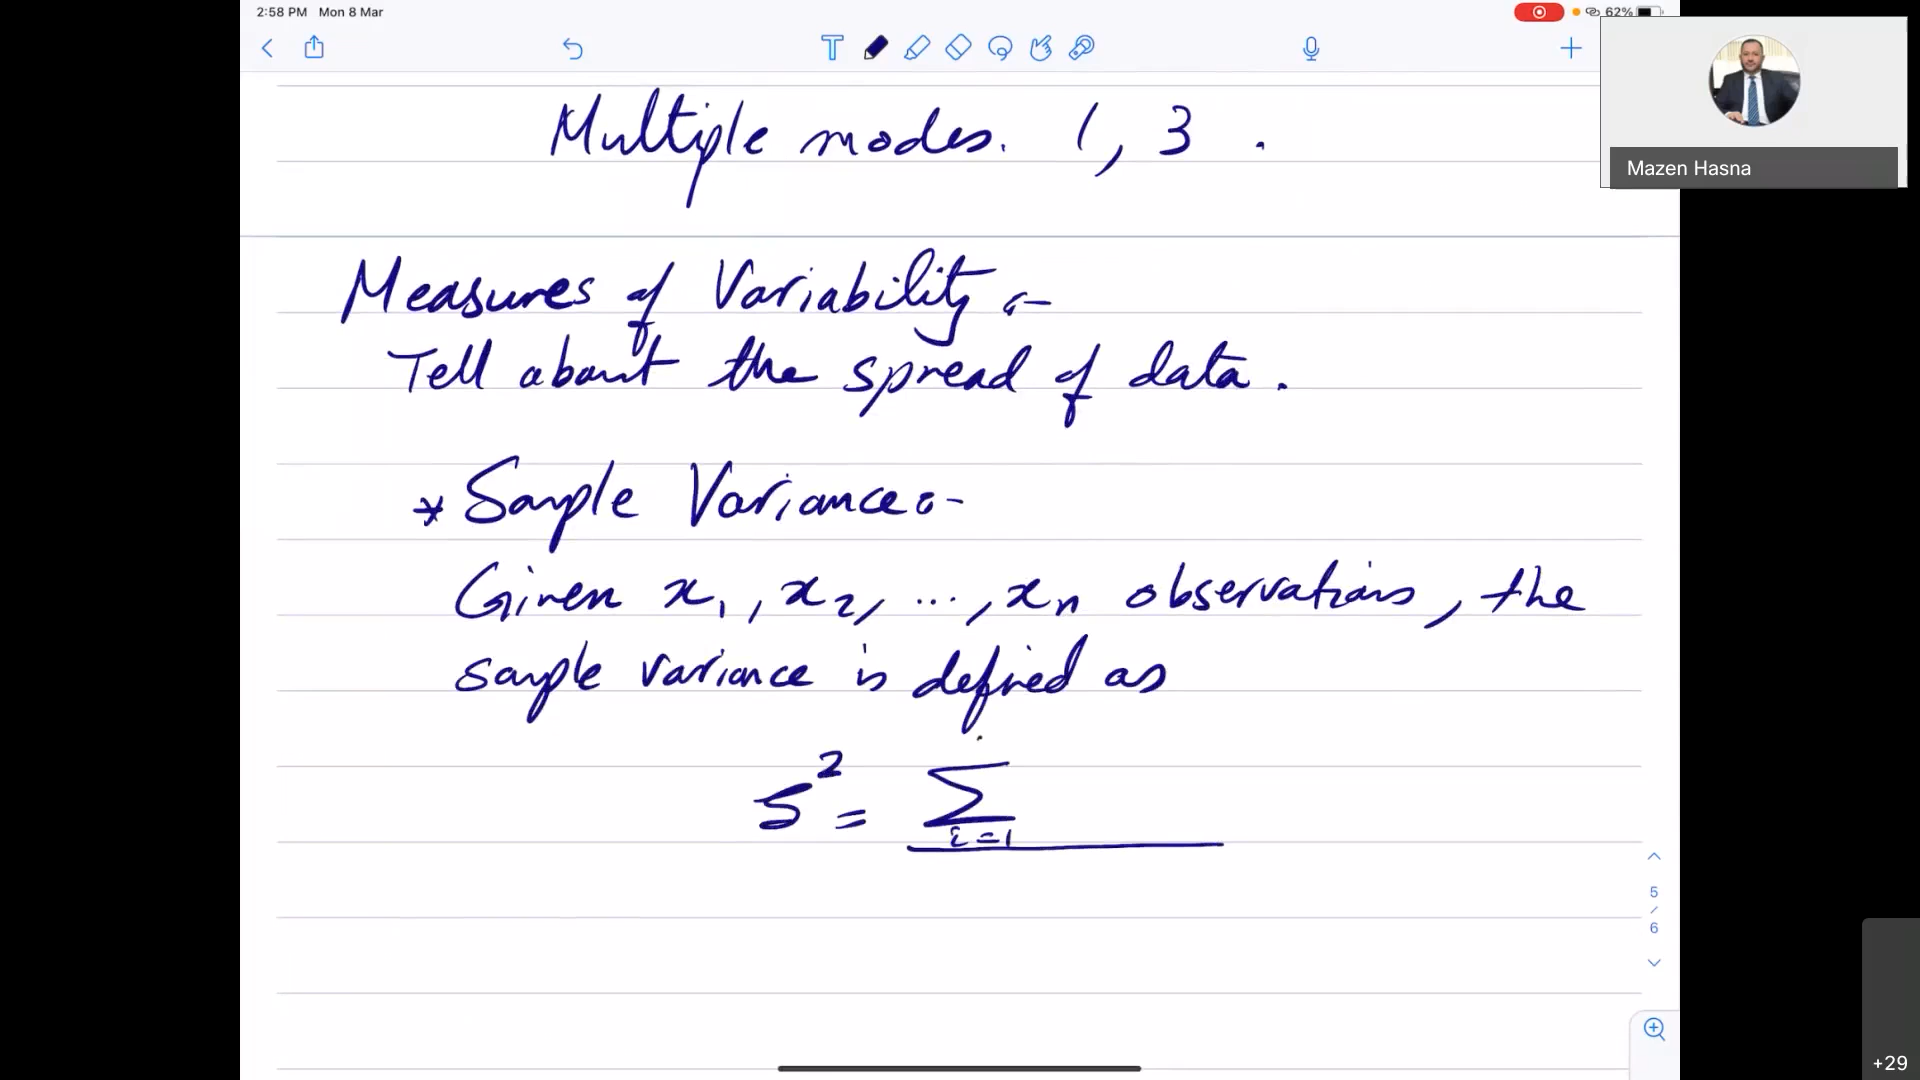 2:58 PM Mon 8 Mar
62%
Multiple modes. 1, 3 .
Mazen Hasna
Measures of Variability :-
Tell about the spread of data .
* Sample Variance :-
Given x₁, x₂, ..., xₙ observations, the
sample variance is defined as
S² = ∑
i=1
5
/
6
+29